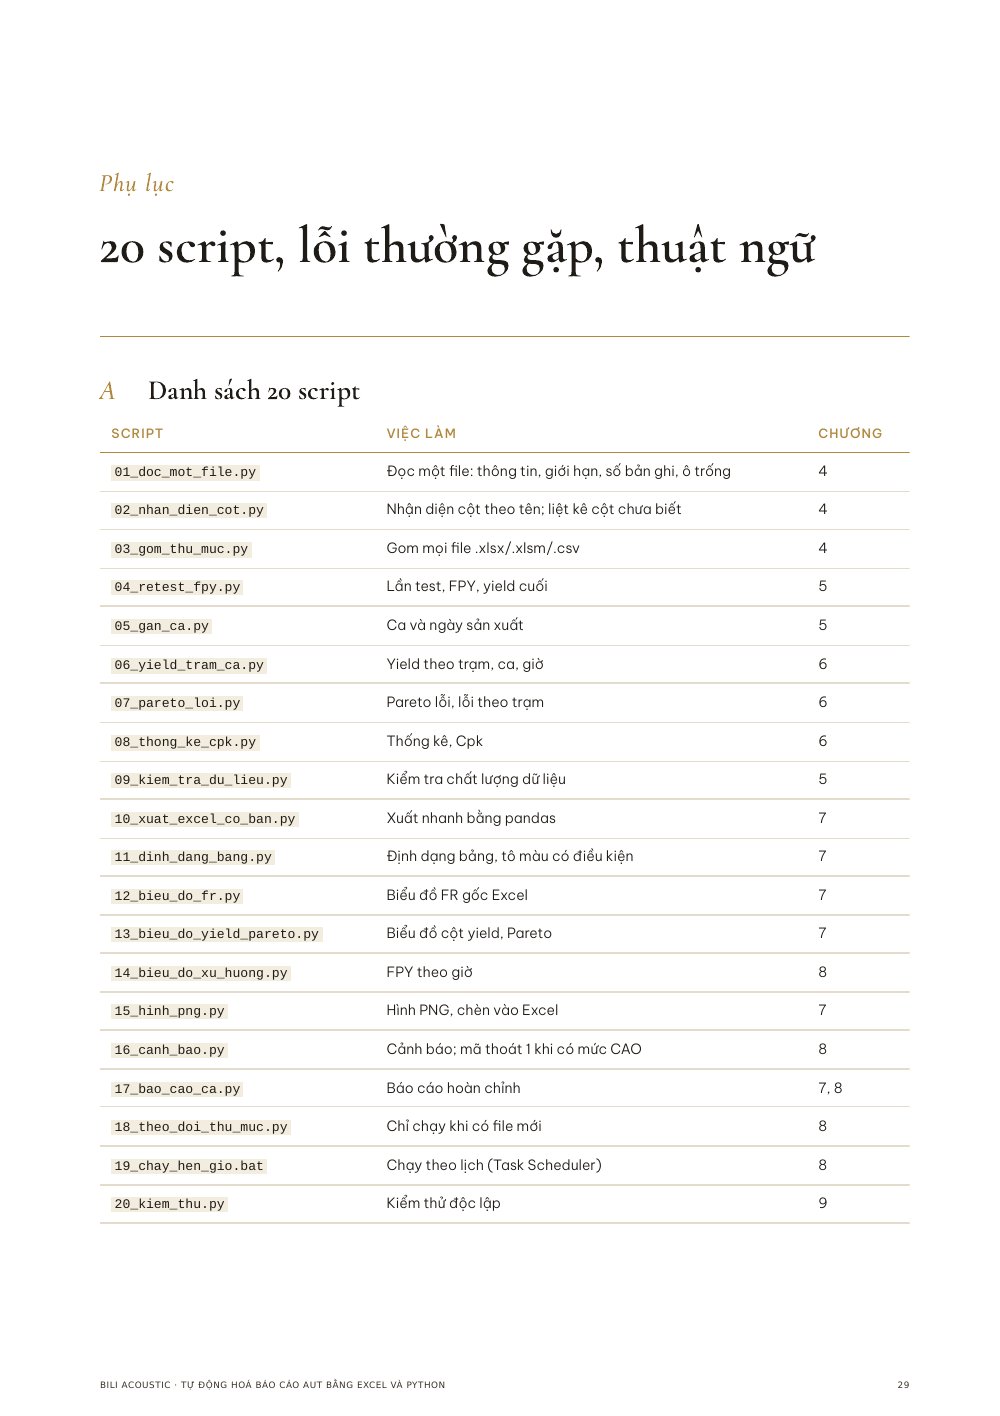 Phụ lục
20 script, lỗi thường gặp, thuật ngữ
A Danh sách 20 script
SCRIPT VIỆC LÀM CHƯƠNG
01_doc_mot_file.py Đọc một file: thông tin, giới hạn, số bản ghi, ô trống 4
02_nhan_dien_cot.py Nhận diện cột theo tên; liệt kê cột chưa biết 4
03_gom_thu_muc.py Gom mọi file .xlsx/.xlsm/.csv 4
04_retest_fpy.py Lần test, FPY, yield cuối 5
05_gan_ca.py Ca và ngày sản xuất 5
06_yield_tram_ca.py Yield theo trạm, ca, giờ 6
07_pareto_loi.py Pareto lỗi, lỗi theo trạm 6
08_thong_ke_cpk.py Thống kê, Cpk 6
09_kiem_tra_du_lieu.py Kiểm tra chất lượng dữ liệu 5
10_xuat_excel_co_ban.py Xuất nhanh bằng pandas 7
11_dinh_dang_bang.py Định dạng bảng, tô màu có điều kiện 7
12_bieu_do_fr.py Biểu đồ FR gốc Excel 7
13_bieu_do_yield_pareto.py Biểu đồ cột yield, Pareto 7
14_bieu_do_xu_huong.py FPY theo giờ 8
15_hinh_png.py Hình PNG, chèn vào Excel 7
16_canh_bao.py Cảnh báo; mã thoát 1 khi có mức CAO 8
17_bao_cao_ca.py Báo cáo hoàn chỉnh 7, 8
18_theo_doi_thu_muc.py Chỉ chạy khi có file mới 8
19_chay_hen_gio.bat Chạy theo lịch (Task Scheduler) 8
20_kiem_thu.py Kiểm thử độc lập 9
BILI ACOUSTIC · TỰ ĐỘNG HOÁ BÁO CÁO AUT BẰNG EXCEL VÀ PYTHON 29